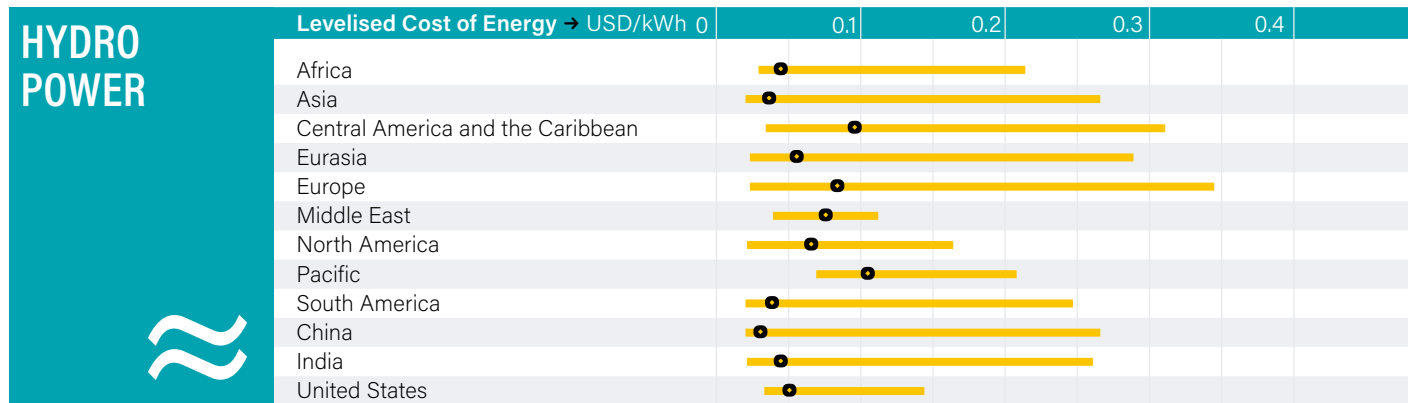 HYDRO
POWER
Levelised Cost of Energy → USD/kWh 0 0.1 0.2 0.3 0.4
Africa
Asia
Central America and the Caribbean
Eurasia
Europe
Middle East
North America
Pacific
South America
China
India
United States